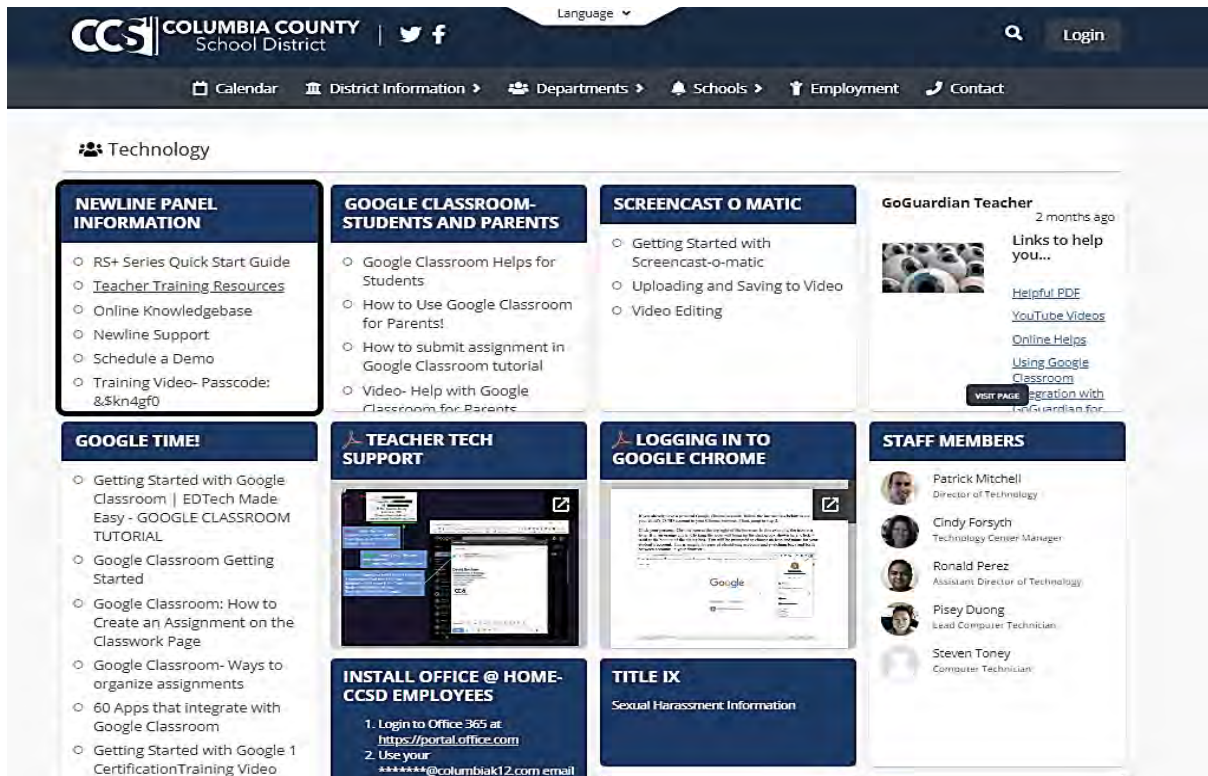 Language
CCS COLUMBIA COUNTY
School District
Login
Calendar District Information Departments Schools Employment Contact
Technology
NEWLINE PANEL
INFORMATION
RS+ Series Quick Start Guide
Teacher Training Resources
Online Knowledgebase
Newline Support
Schedule a Demo
Training Video- Passcode:
&$kn4gf0
GOOGLE CLASSROOM-
STUDENTS AND PARENTS
Google Classroom Helps for
Students
How to Use Google Classroom
for Parents!
How to submit assignment in
Google Classroom tutorial
Video- Help with Google
Classroom for Parents
SCREENCAST O MATIC
Getting Started with
Screencast-o-matic
Uploading and Saving to Video
Video Editing
GoGuardian Teacher
2 months ago
Links to help
you...
Helpful PDF
YouTube Videos
Online Helps
Using Google
Classroom
egration with
GoGuardian for
VISIT PAGE
GOOGLE TIME!
Getting Started with Google
Classroom | EDTech Made
Easy - GOOGLE CLASSROOM
TUTORIAL
Google Classroom Getting
Started
Google Classroom: How to
Create an Assignment on the
Classwork Page
Google Classroom- Ways to
organize assignments
60 Apps that integrate with
Google Classroom
Getting Started with Google 1
CertificationTraining Video
TEACHER TECH
SUPPORT
LOGGING IN TO
GOOGLE CHROME
Google
STAFF MEMBERS
Patrick Mitchell
Director of Technology
Cindy Forsyth
Technology Center Manager
Ronald Perez
Assistant Director of Technology
Pisey Duong
Lead Computer Technician
Steven Toney
Computer Technician
INSTALL OFFICE @ HOME-
CCSD EMPLOYEES
1. Login to Office 365 at
https://portal.office.com
2. Use your
*******@columbiak12.com email
TITLE IX
Sexual Harassment Information